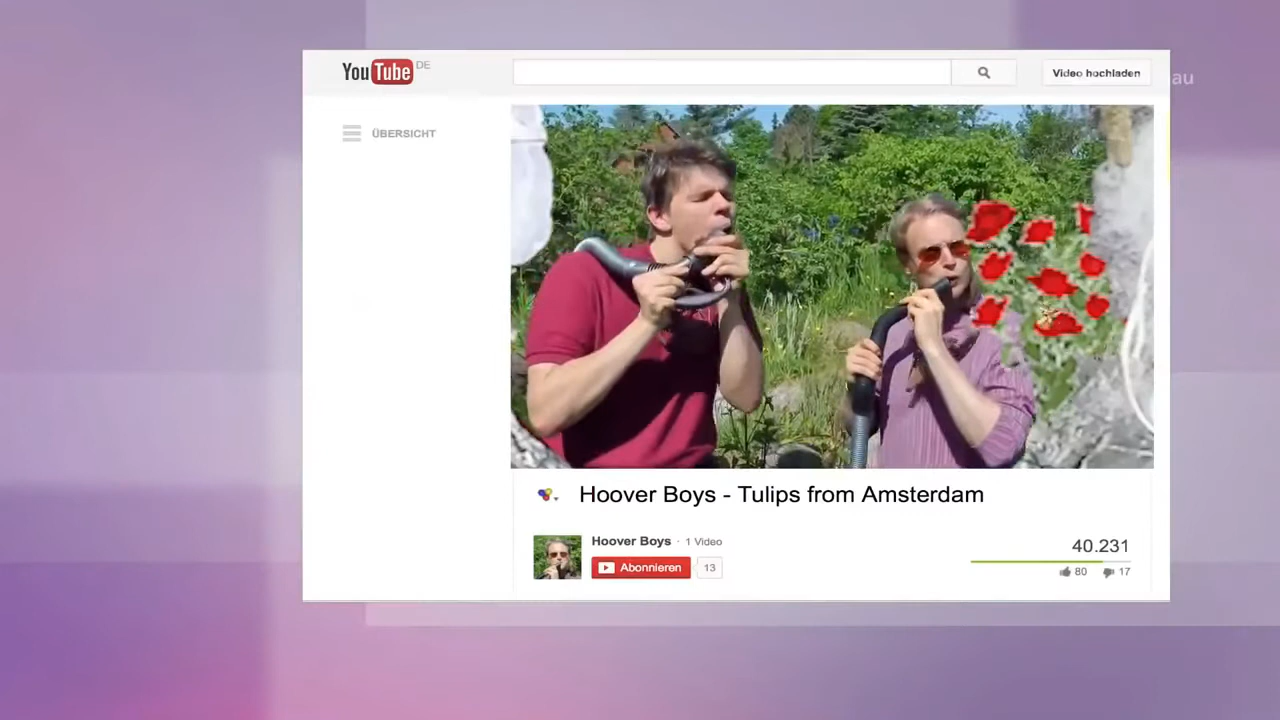 YouTube DE
Video hochladen
au
ÜBERSICHT
Hoover Boys - Tulips from Amsterdam
Hoover Boys · 1 Video
Abonnieren 13
40.231
80 17